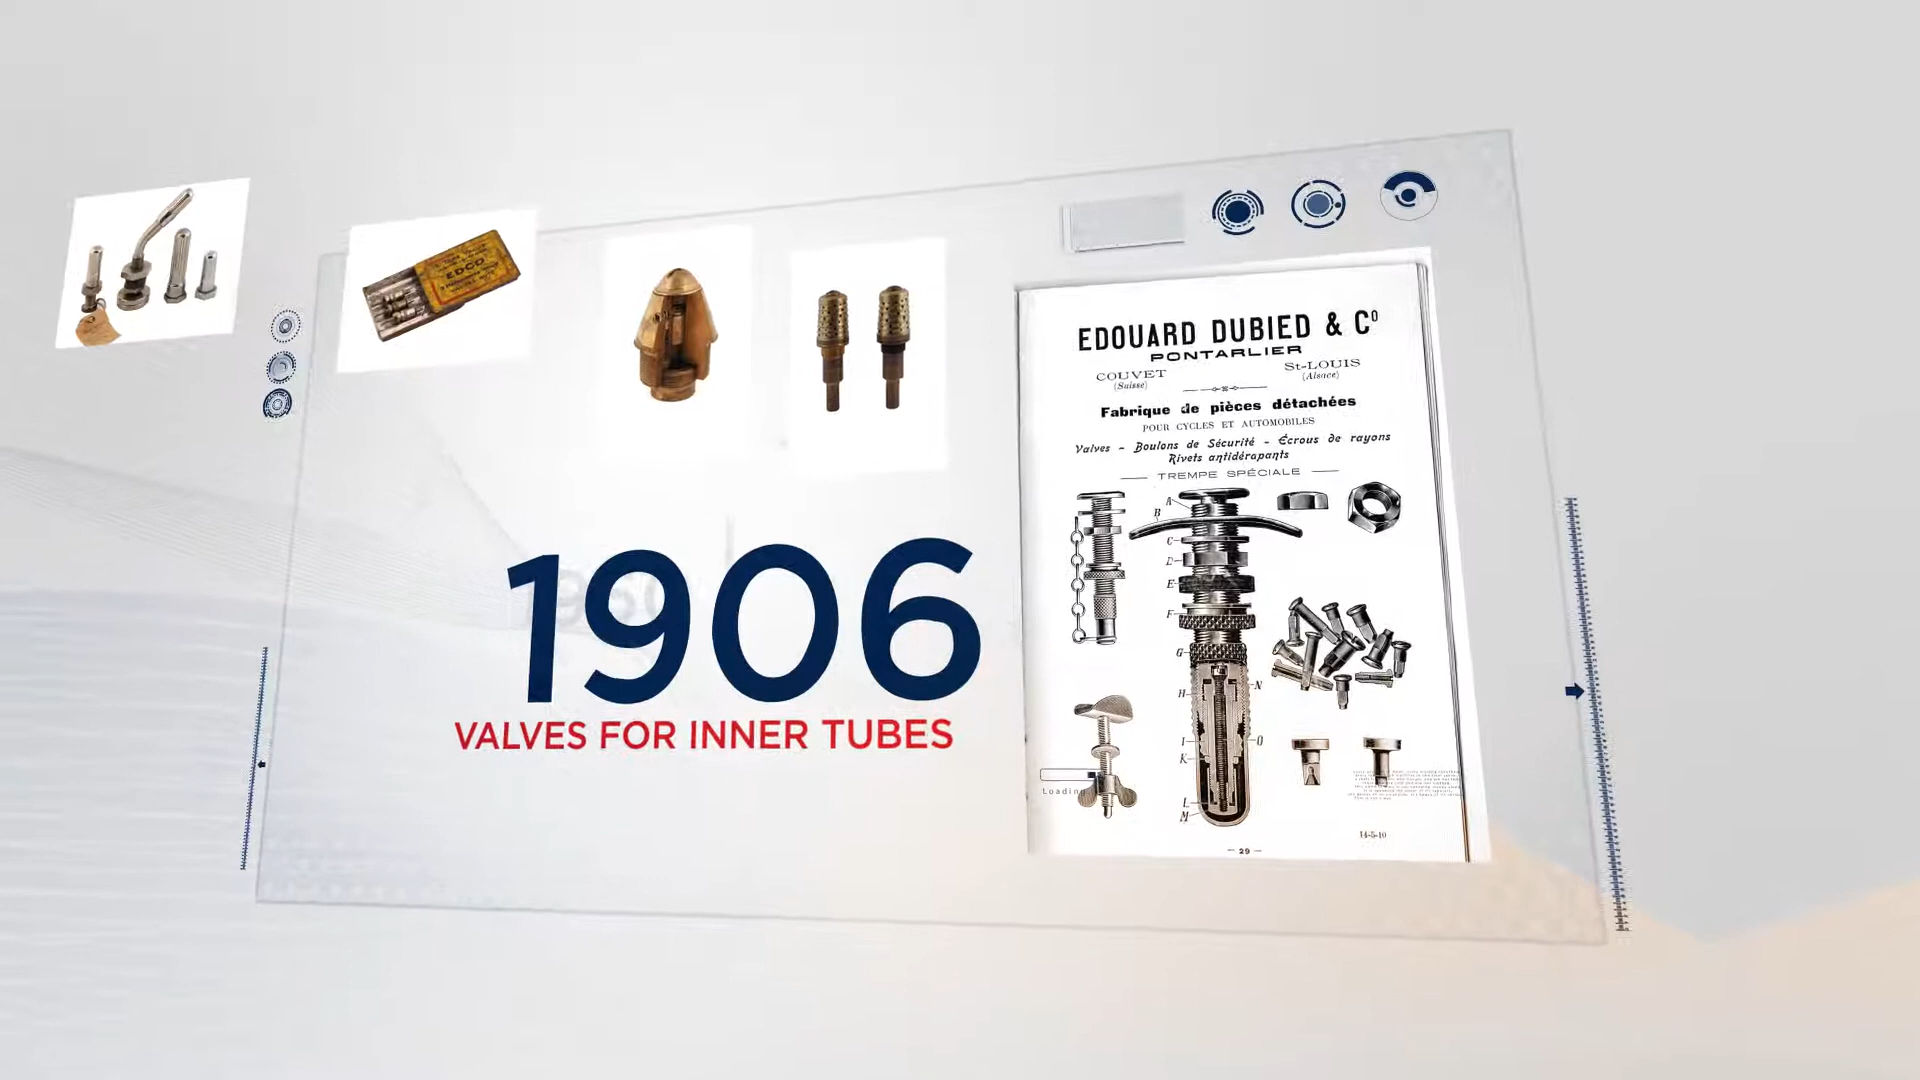 EDCO
1906
VALVES FOR INNER TUBES
EDOUARD DUBIED & Cº
PONTARLIER
COUVET
(Suisse)
St-LOUIS
(Alsace)
Fabrique de pièces détachées
POUR CYCLES ET AUTOMOBILES
Valves - Boulons de Sécurité - Écrous de rayons
Rivets antidérapants
TREMPE SPÉCIALE
A
B
C
D
E
F
G
H
N
I
O
K
L
M
Loading
14-5-10
- 29 -